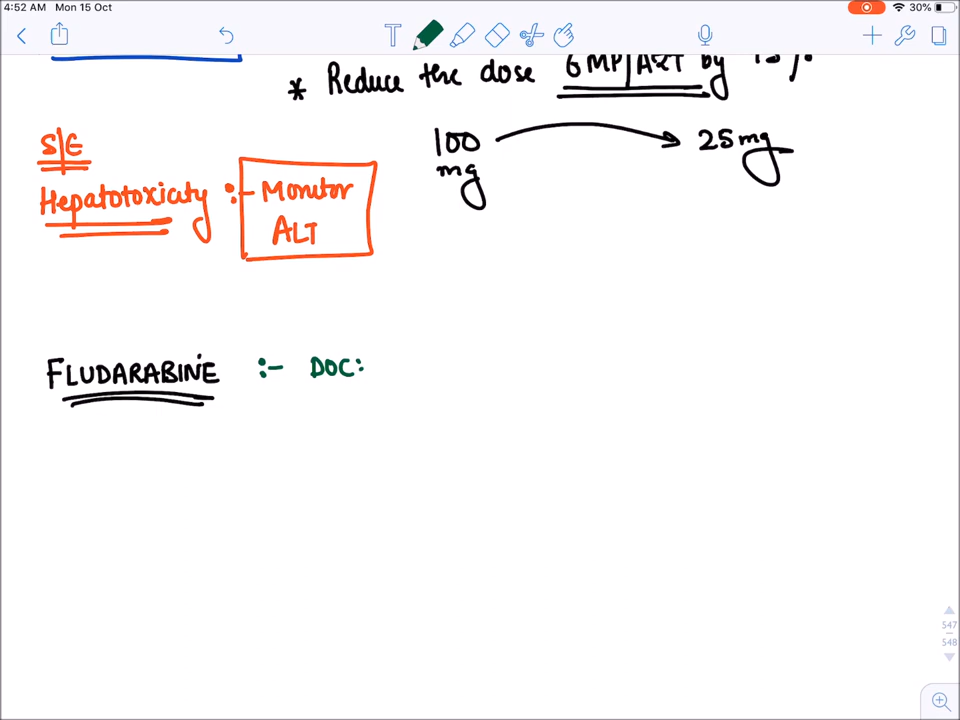 4:52 AM Mon 15 Oct 30%
T
* Reduce the dose 6MP/AZT by
S/E
100 mg 25mg
Hepatotoxicaty :- Monitor
ALT
FLUDARABINE :- DOC:
547
548